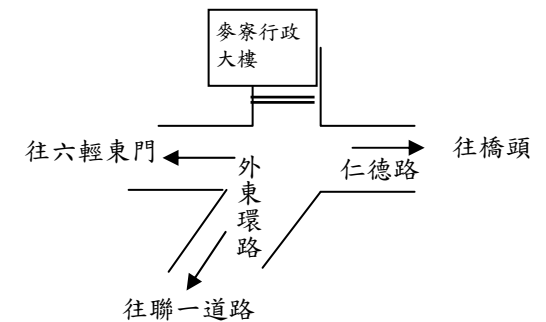 麥寮行政
大樓
往六輕東門
外東環路
仁德路
往橋頭
往聯一道路